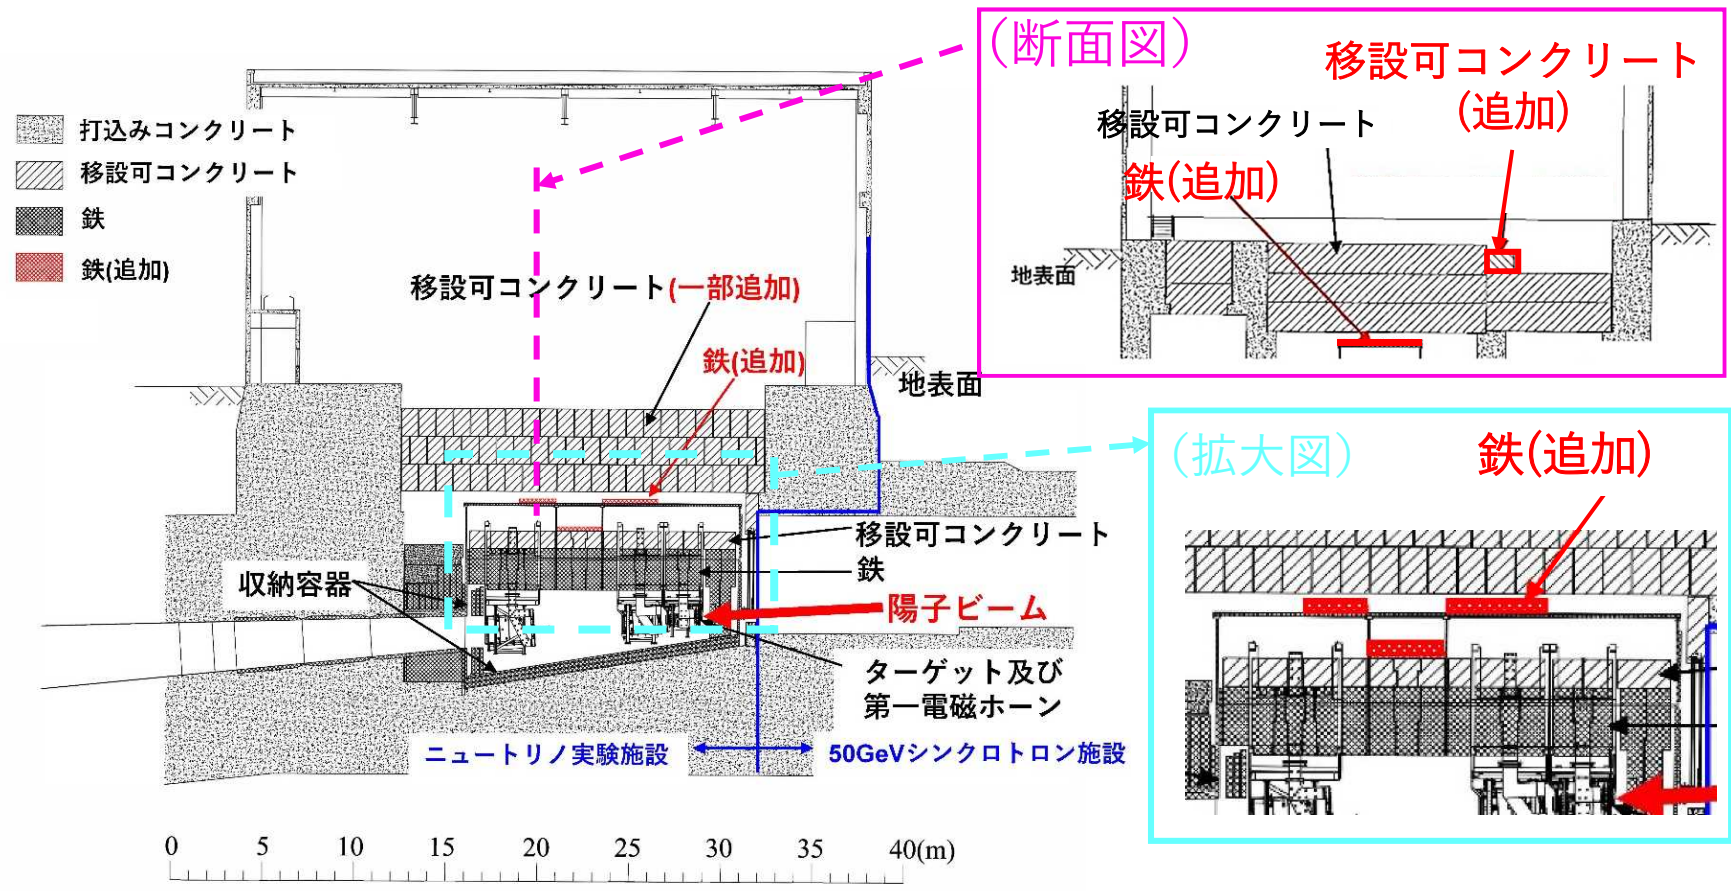 打込みコンクリート
移設可コンクリート
鉄
鉄(追加)
移設可コンクリート(一部追加)
鉄(追加)
地表面
移設可コンクリート
鉄
収納容器
陽子ビーム
ターゲット及び
第一電磁ホーン
ニュートリノ実験施設
50GeVシンクロトロン施設
0 5 10 15 20 25 30 35 40(m)
(断面図)
移設可コンクリート
(追加)
移設可コンクリート
鉄(追加)
地表面
(拡大図)
鉄(追加)